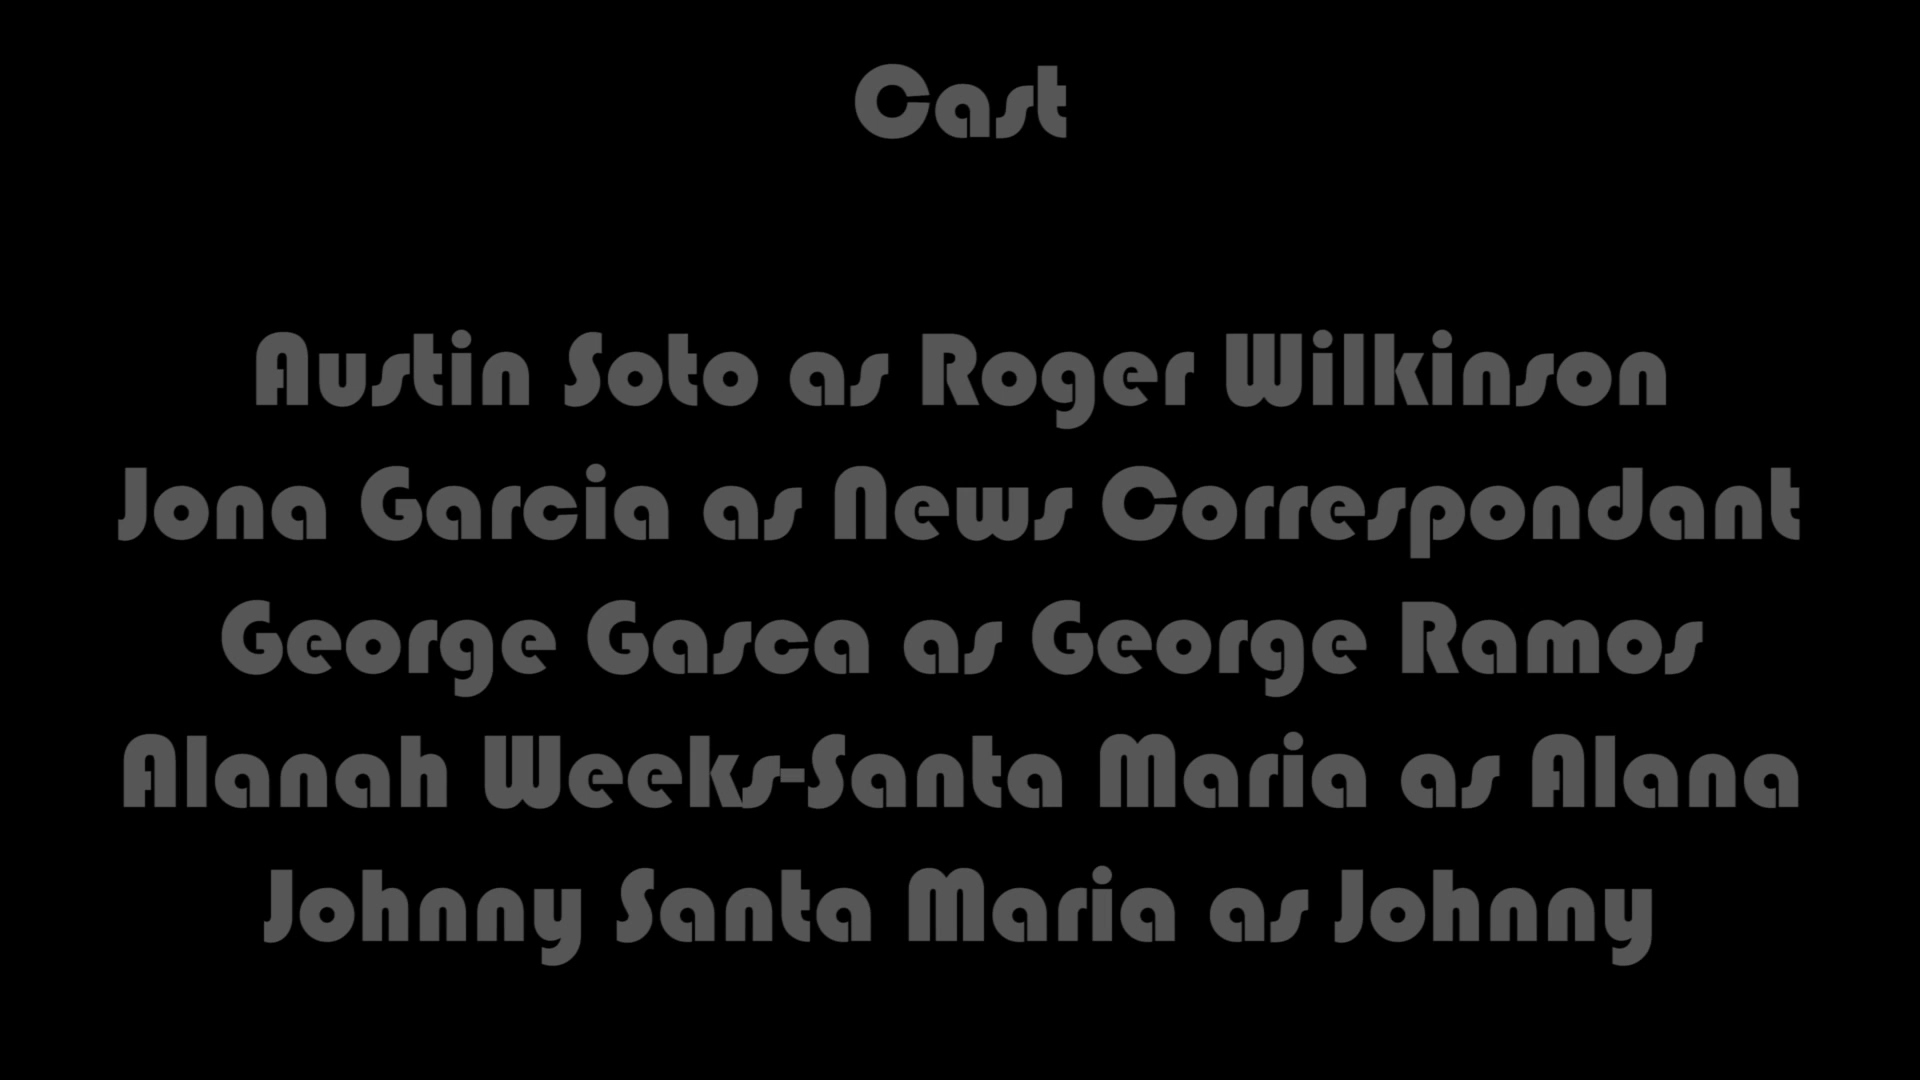 Cast
Austin Soto as Roger Wilkinson
Jona Garcia as News Correspondant
George Gasca as George Ramos
Alanah Weeks-Santa Maria as Alana
Johnny Santa Maria as Johnny